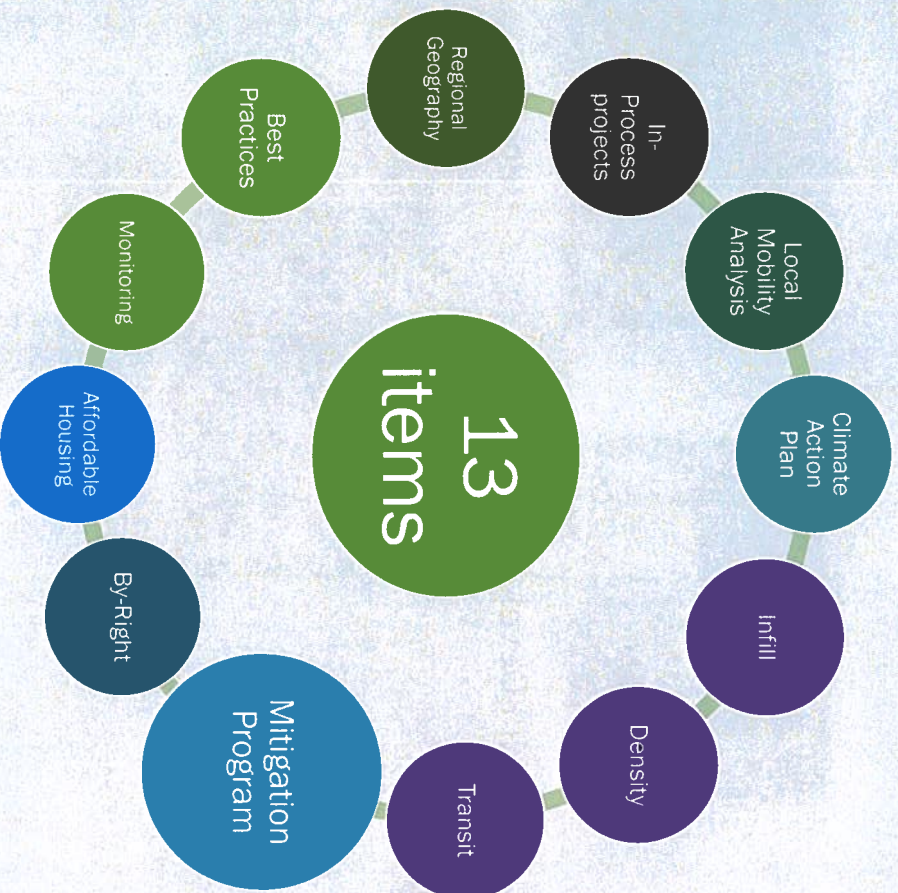 13
items
Climate
Action
Plan
Infill
Density
Transit
Mitigation
Program
By-Right
Affordable
Housing
Monitoring
Best
Practices
Regional
Geography
In-
Process
projects
Local
Mobility
Analysis